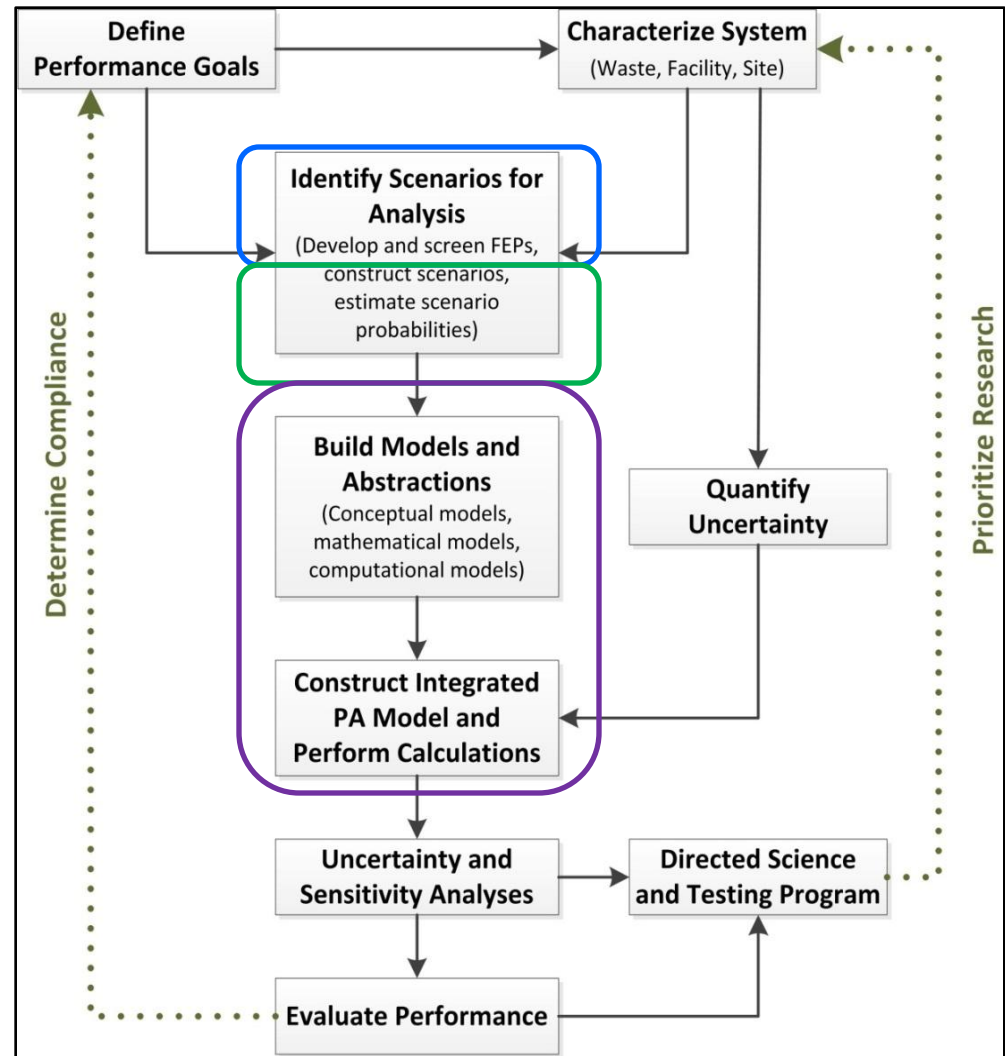 Define
Performance Goals
Characterize System
(Waste, Facility, Site)
Identify Scenarios for
Analysis
(Develop and screen FEPs,
construct scenarios,
estimate scenario
probabilities)
Build Models and
Abstractions
(Conceptual models,
mathematical models,
computational models)
Quantify
Uncertainty
Construct Integrated
PA Model and
Perform Calculations
Uncertainty and
Sensitivity Analyses
Directed Science
and Testing Program
Evaluate Performance
Determine Compliance
Prioritize Research